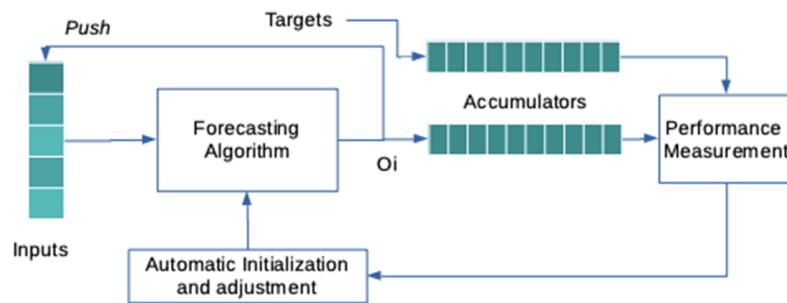 Push
Targets
Accumulators
Forecasting
Algorithm
Performance
Measurement
Oi
Inputs
Automatic Initialization
and adjustment